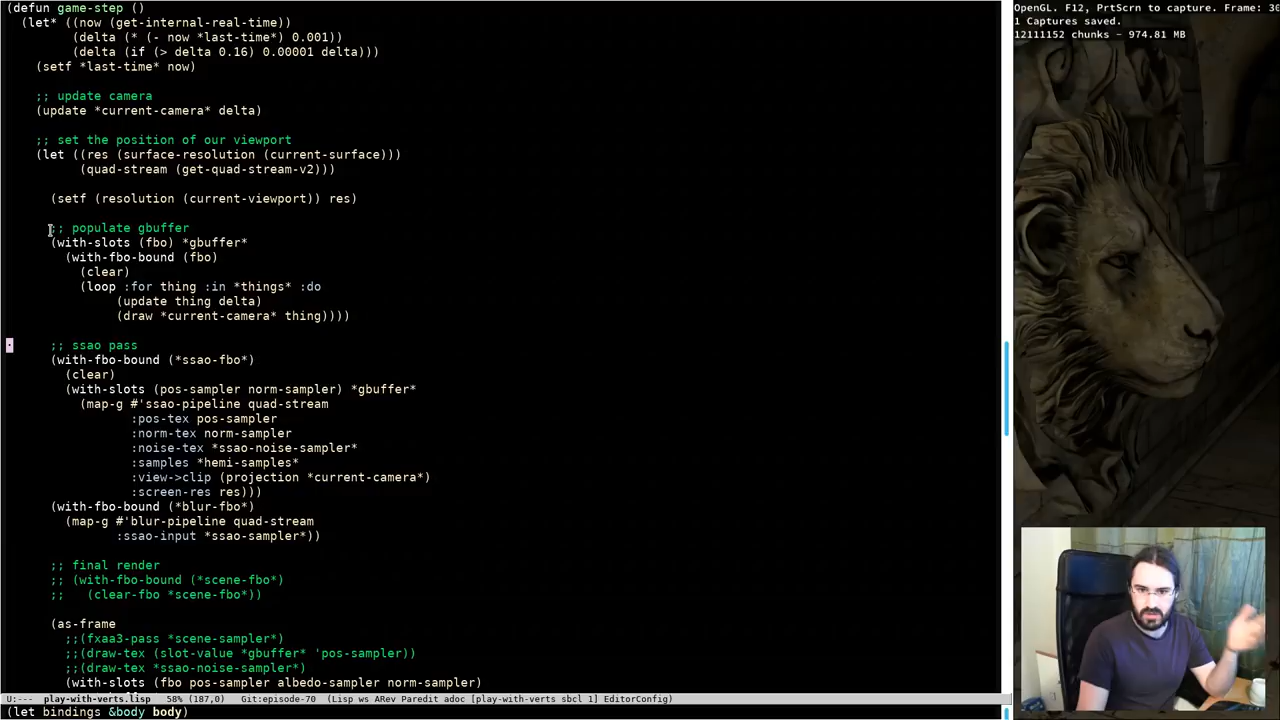 (defun game-step ()
(let* ((now (get-internal-real-time))
(delta (* (- now *last-time*) 0.001))
(delta (if (> delta 0.16) 0.00001 delta)))
(setf *last-time* now)
;; update camera
(update *current-camera* delta)
;; set the position of our viewport
(let ((res (surface-resolution (current-surface)))
(quad-stream (get-quad-stream-v2)))
(setf (resolution (current-viewport)) res)
;; populate gbuffer
(with-slots (fbo) *gbuffer*
(with-fbo-bound (fbo)
(clear)
(loop :for thing :in *things* :do
(update thing delta)
(draw *current-camera* thing))))
;; ssao pass
(with-fbo-bound (*ssao-fbo*)
(clear)
(with-slots (pos-sampler norm-sampler) *gbuffer*
(map-g #'ssao-pipeline quad-stream
:pos-tex pos-sampler
:norm-tex norm-sampler
:noise-tex *ssao-noise-sampler*
:samples *hemi-samples*
:view->clip (projection *current-camera*)
:screen-res res)))
(with-fbo-bound (*blur-fbo*)
(map-g #'blur-pipeline quad-stream
:ssao-input *ssao-sampler*))
;; final render
;; (with-fbo-bound (*scene-fbo*)
;;   (clear-fbo *scene-fbo*))
(as-frame
;;(fxaa3-pass *scene-sampler*)
;;(draw-tex (slot-value *gbuffer* 'pos-sampler))
;;(draw-tex *ssao-noise-sampler*)
(with-slots (fbo pos-sampler albedo-sampler norm-sampler)
U:---  play-with-verts.lisp   58% (187,0)   Git:episode-70  (Lisp ws ARev Paredit adoc [play-with-verts sbcl 1] EditorConfig)
(let bindings &body body)
OpenGL. F12, PrtScrn to capture. Frame: 30
1 Captures saved.
12111152 chunks - 974.81 MB